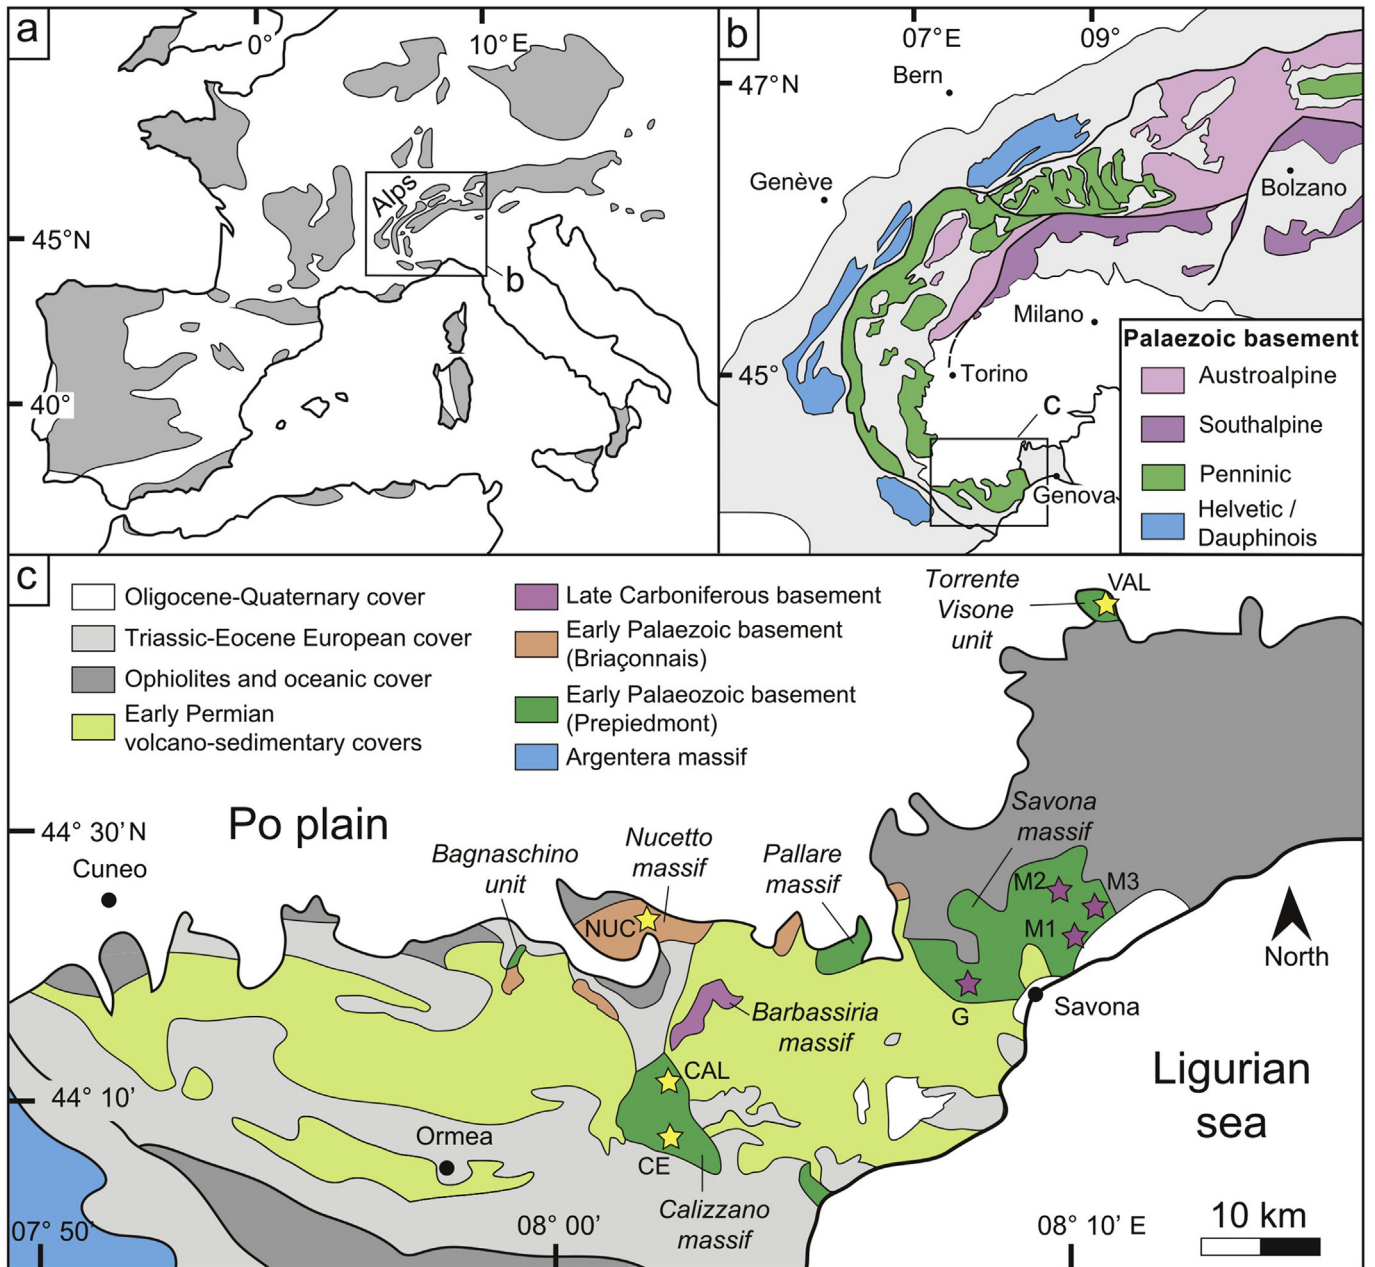 a
0°
10°E
Alps
45°N
b
40°
b
07°E
09°
Bern
47°N
Genève
Bolzano
Milano
45°
Torino
c
Genova
Palaezoic basement
Austroalpine
Southalpine
Penninic
Helvetic /
Dauphinois
c
Oligocene-Quaternary cover
Triassic-Eocene European cover
Ophiolites and oceanic cover
Early Permian
volcano-sedimentary covers
Late Carboniferous basement
Early Palaezoic basement
(Briaçonnais)
Early Palaeozoic basement
(Prepiedmont)
Argentera massif
Torrente
Visone
unit
VAL
Po plain
44° 30' N
Cuneo
Bagnaschino
unit
Nucetto
massif
Pallare
massif
Savona
massif
M2
M3
M1
NUC
North
G
Savona
Barbassiria
massif
CAL
Ligurian
sea
44° 10'
Ormea
CE
Calizzano
massif
07° 50'
08° 00'
08° 10' E
10 km